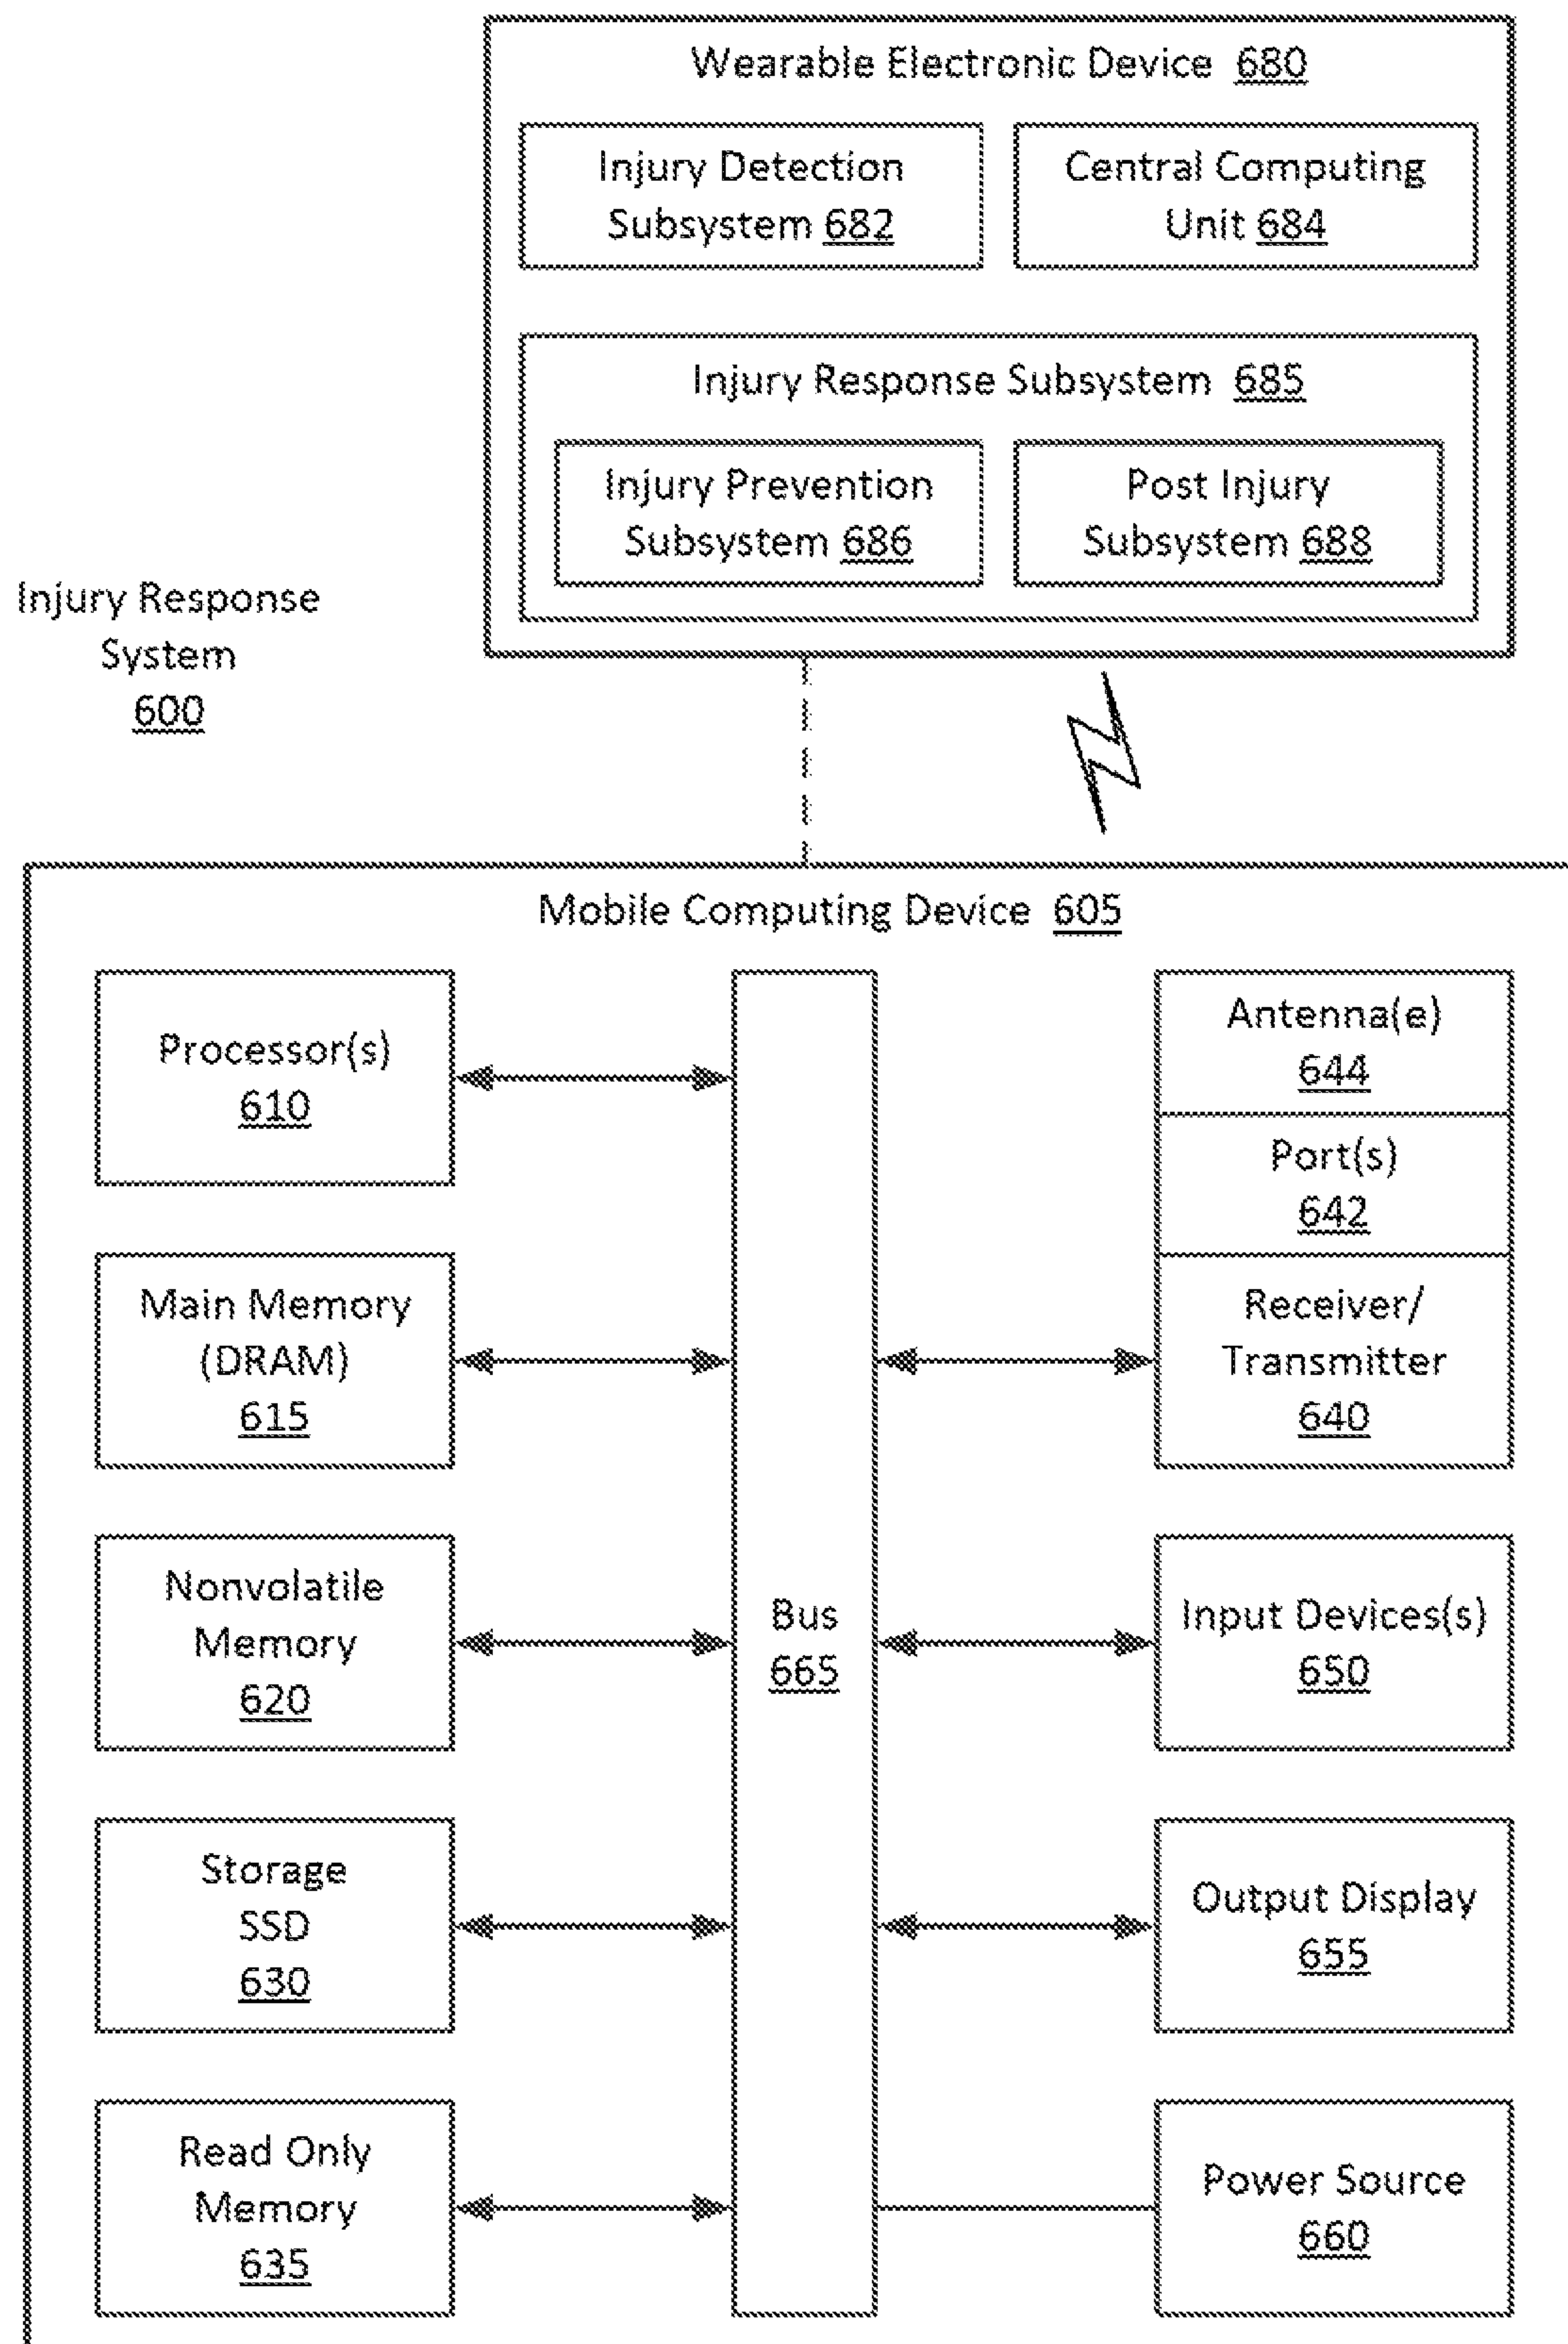 Wearable Electronic Device 680
Injury Detection
Subsystem 682
Central Computing
Unit 684
Injury Response Subsystem 685
Injury Prevention
Subsystem 686
Post Injury
Subsystem 688
Injury Response
System
600
Mobile Computing Device 605
Processor(s)
610
Main Memory
(DRAM)
615
Nonvolatile
Memory
620
Storage
SSD
630
Read Only
Memory
635
Bus
665
Antenna(e)
644
Port(s)
642
Receiver/
Transmitter
640
Input Devices(s)
650
Output Display
655
Power Source
660